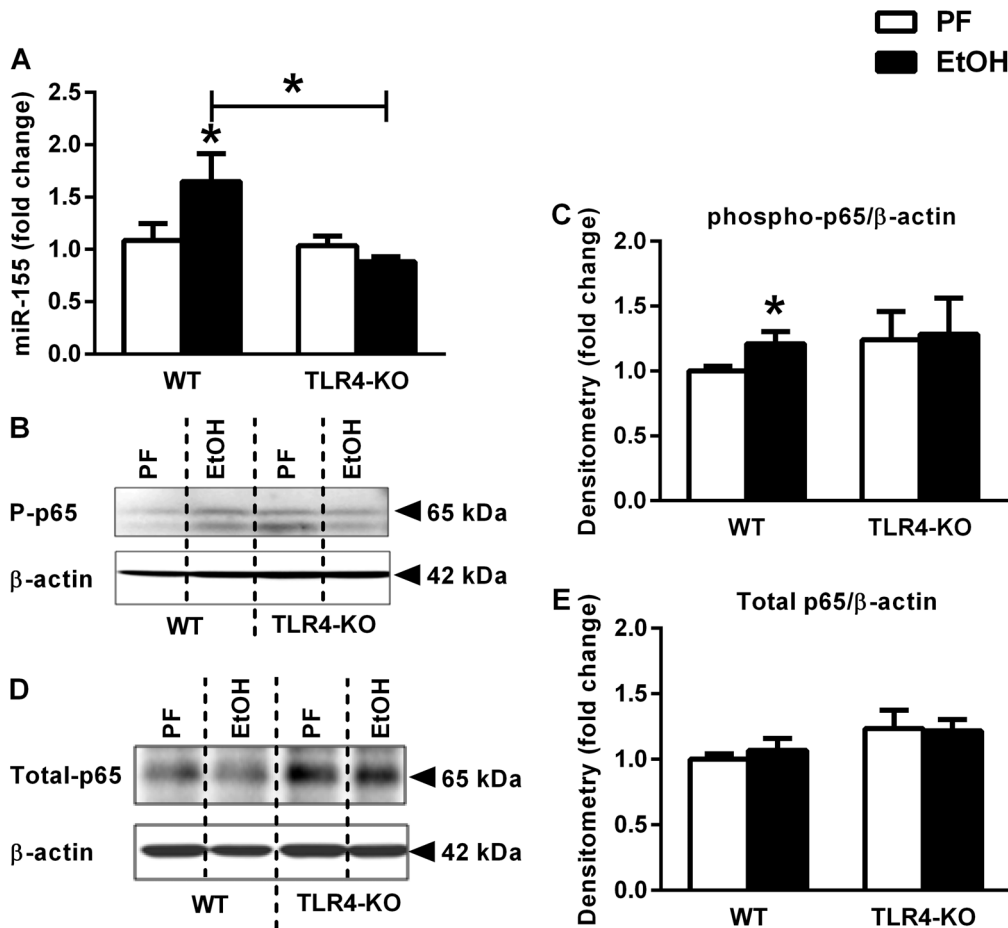 PF
EtOH
A
miR-155 (fold change)
2.5
2.0
1.5
1.0
0.5
0.0
*
*
WT TLR4-KO
B
PF EtOH PF EtOH
P-p65 65 kDa
β-actin 42 kDa
WT TLR4-KO
C
phospho-p65/β-actin
Densitometry (fold change)
2.0
1.5
1.0
0.5
0.0
*
WT TLR4-KO
D
PF EtOH PF EtOH
Total-p65 65 kDa
β-actin 42 kDa
WT TLR4-KO
E
Total p65/β-actin
Densitometry (fold change)
2.0
1.5
1.0
0.5
0.0
WT TLR4-KO